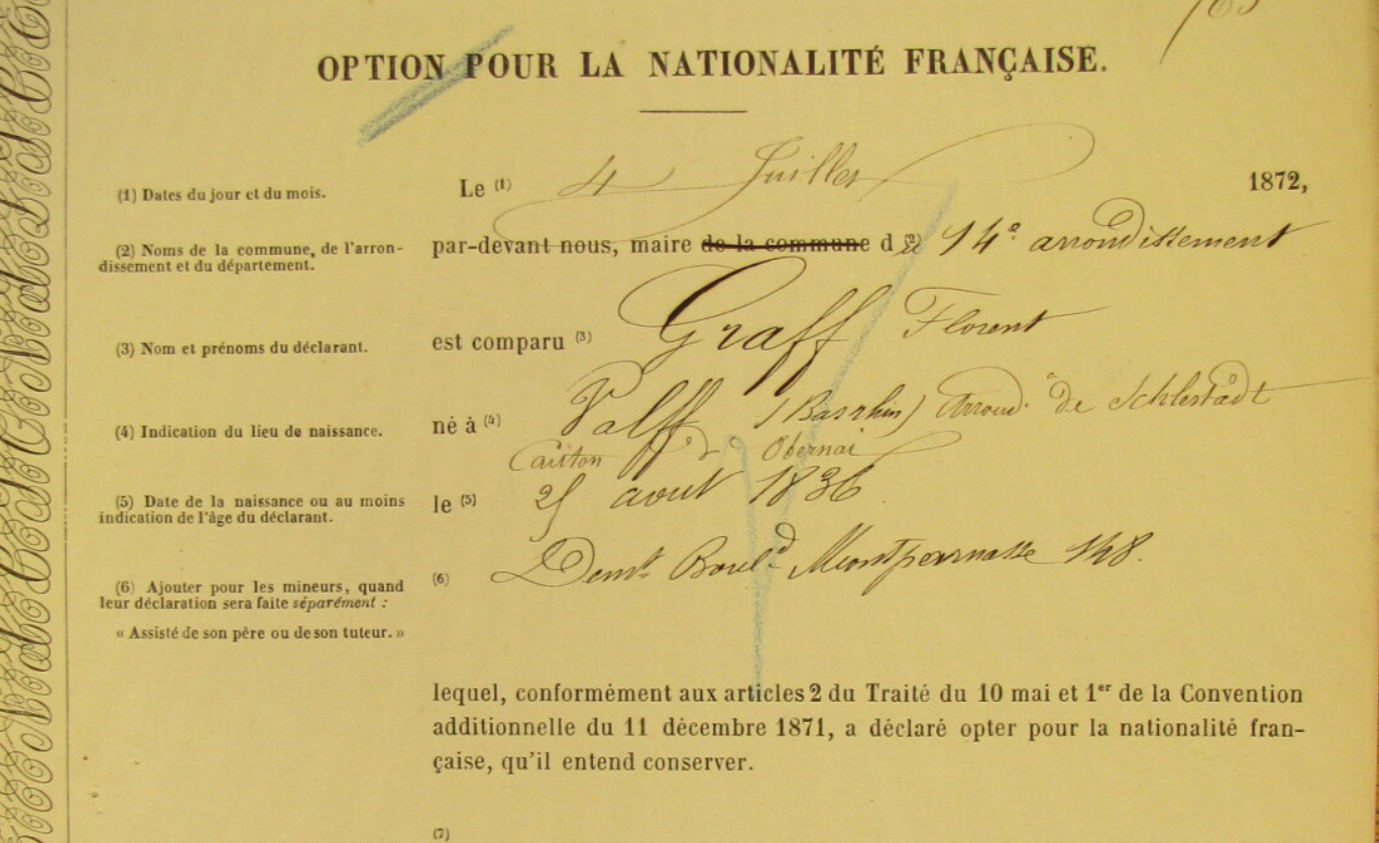 OPTION POUR LA NATIONALITÉ FRANÇAISE.
(1) Dates du jour et du mois.
Le (1) 4 Juillet 1872,
(2) Noms de la commune, de l'arron-
dissement et du département.
par-devant nous, maire de la commune d (2) 14e arrondissement
(3) Nom et prénoms du déclarant.
est comparu (3) Graff Florent
(4) Indication du lieu de naissance.
né à (4) Valff (Bas rhin) Arrond. de Schlestadt
Canton d' Obernai
(5) Date de la naissance ou au moins
indication de l'âge du déclarant.
le (5) 25 aout 1836
(6) Ajouter pour les mineurs, quand
leur déclaration sera faite séparément :
« Assisté de son père ou de son tuteur. »
(6) Demt Bould Montparnasse 148.
lequel, conformément aux articles 2 du Traité du 10 mai et 1er de la Convention
additionnelle du 11 décembre 1871, a déclaré opter pour la nationalité fran-
çaise, qu'il entend conserver.
(7)